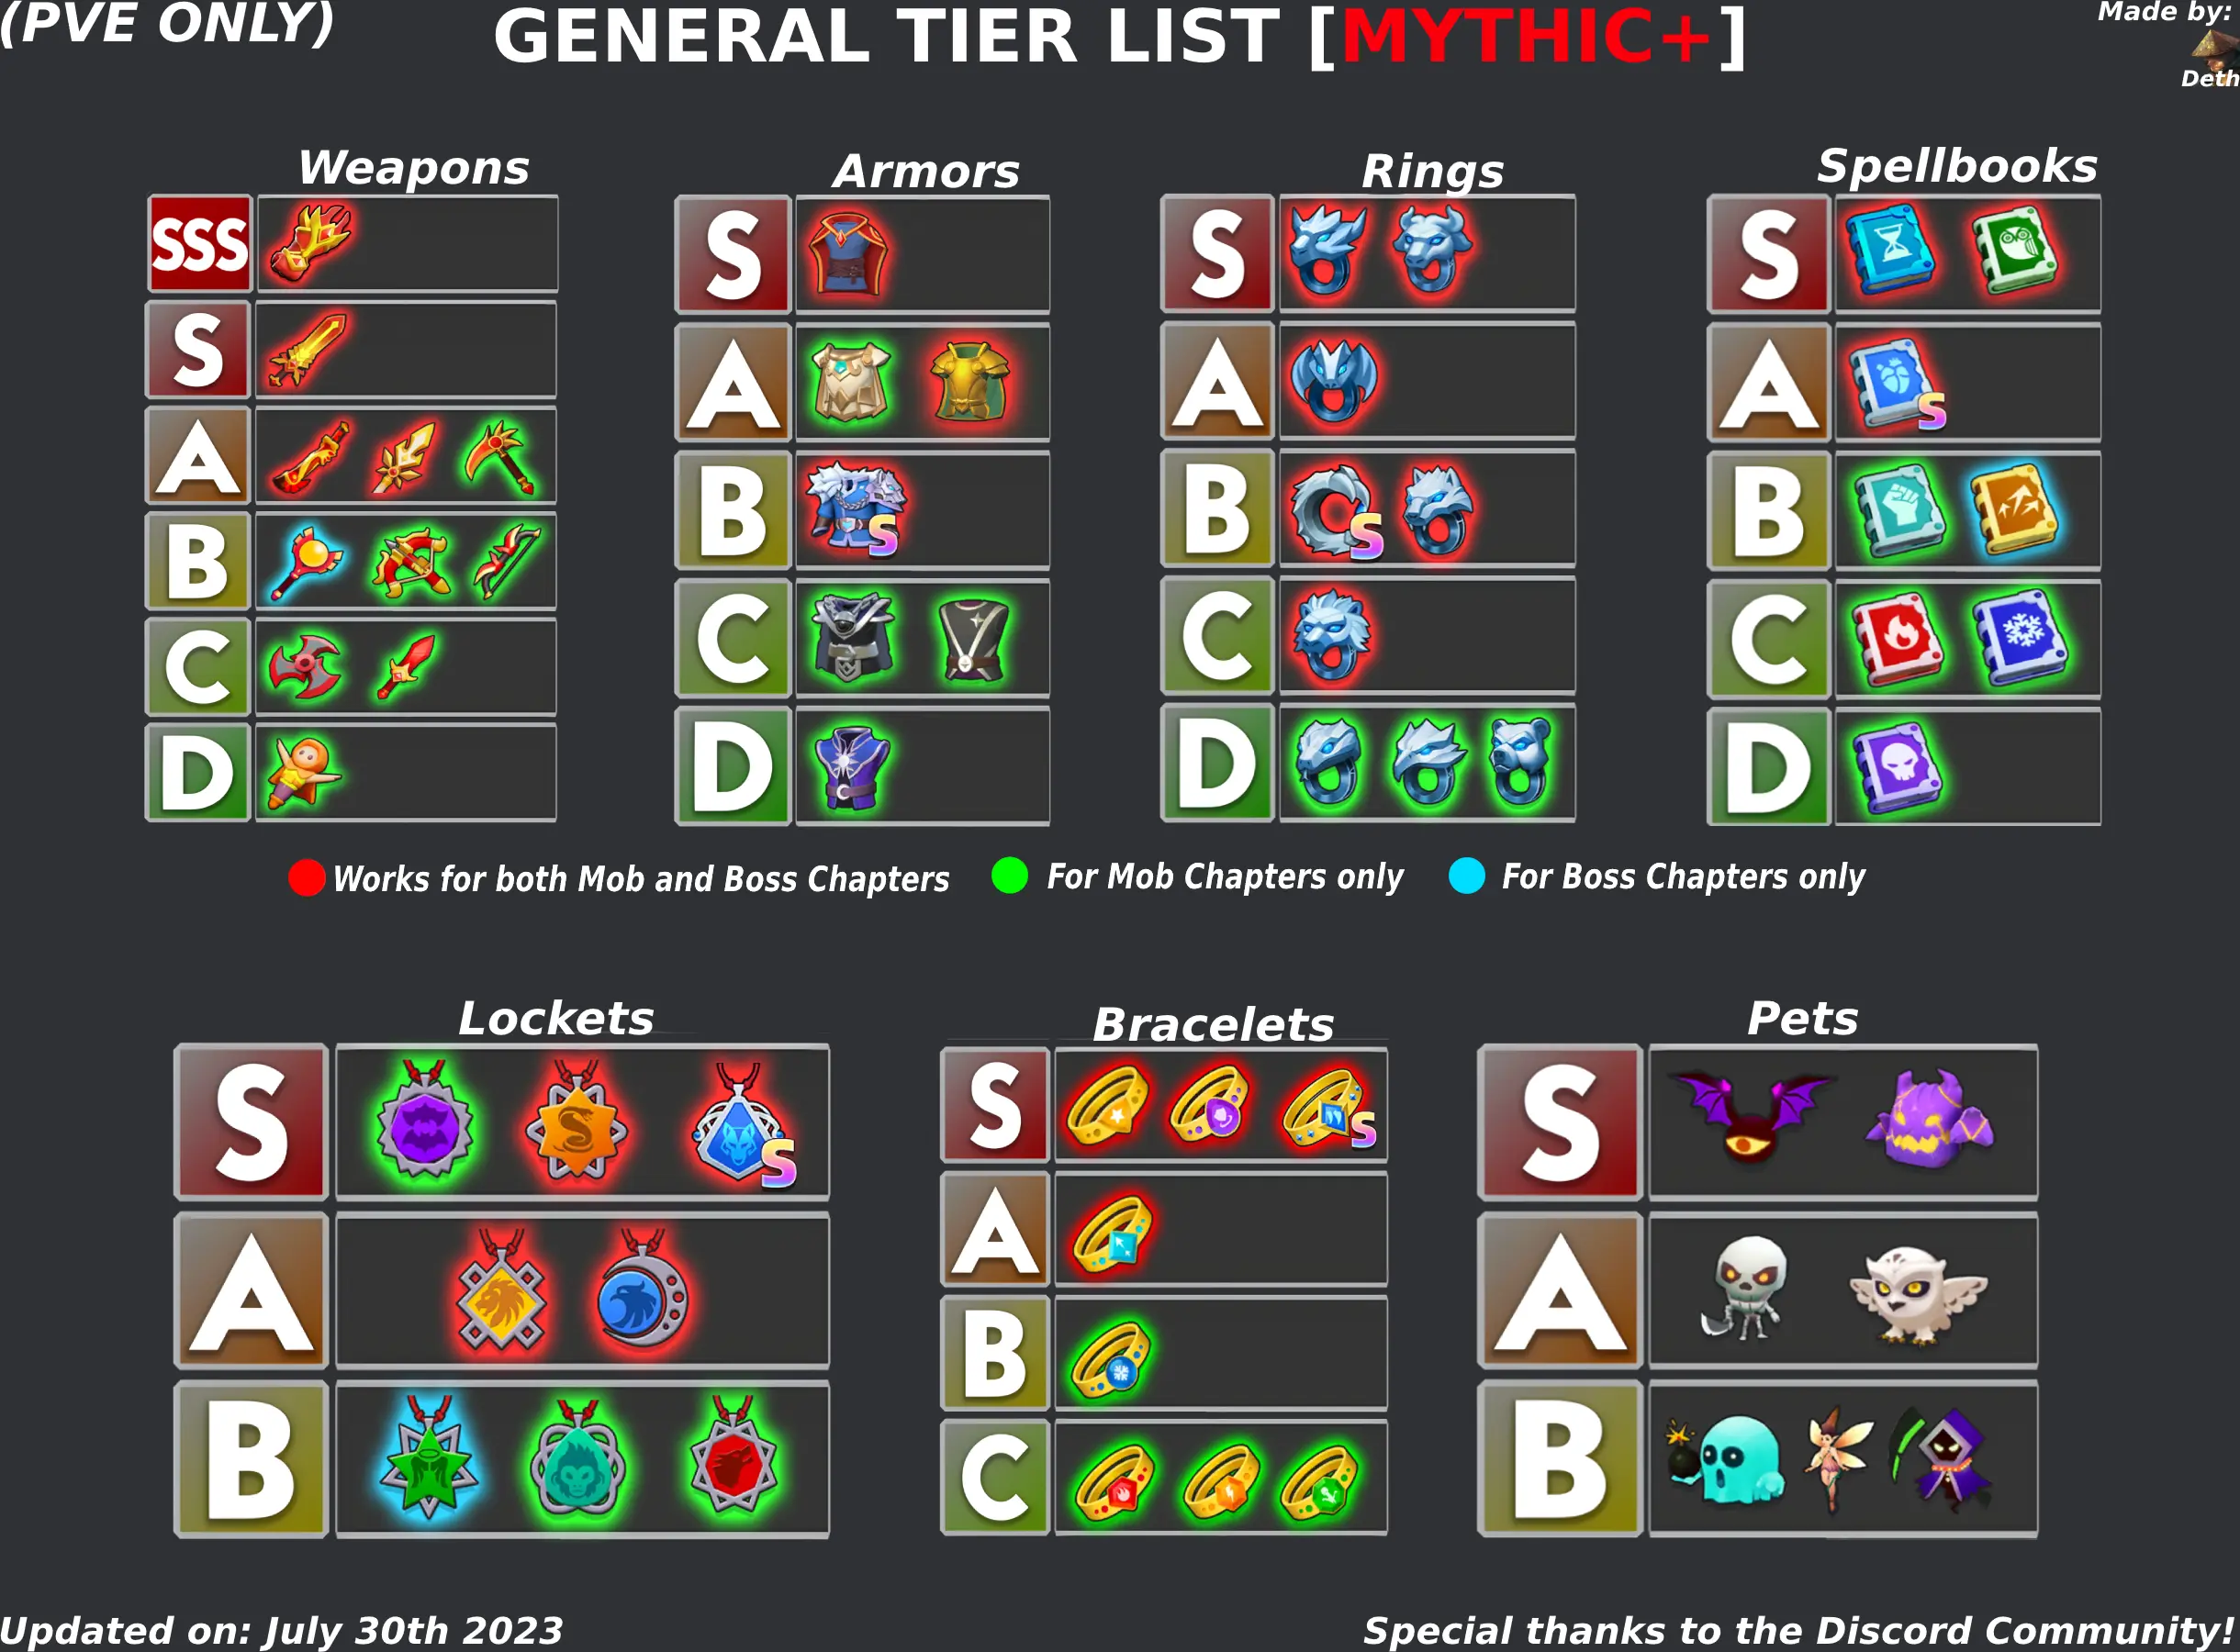 (PVE ONLY)
GENERAL TIER LIST [MYTHIC+]
Made by:
Deth
Weapons
SSS
S
A
B
C
D
Armors
S
A
B
S
C
D
Rings
S
A
B
S
C
D
Spellbooks
S
A
S
B
C
D
Works for both Mob and Boss Chapters
For Mob Chapters only
For Boss Chapters only
Lockets
S
S
A
B
Bracelets
S
S
A
B
C
Pets
S
A
B
Updated on: July 30th 2023
Special thanks to the Discord Community!